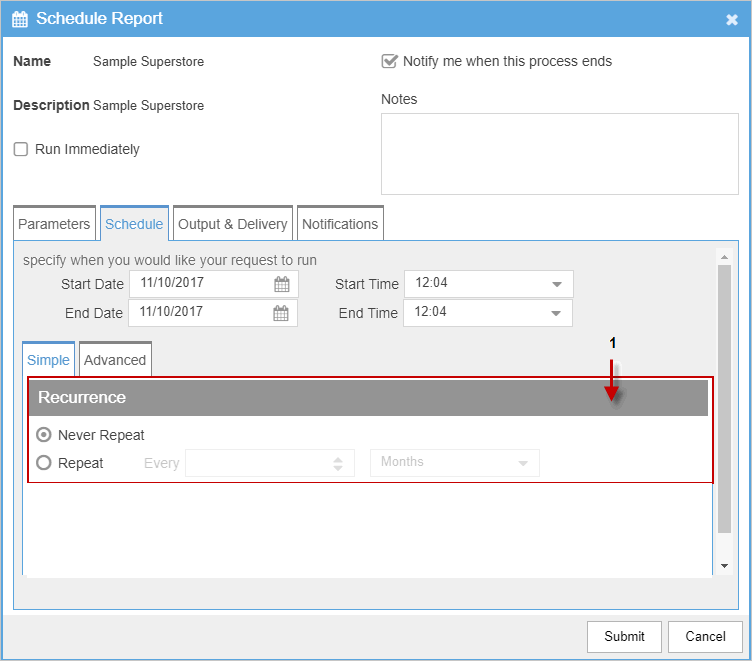 Schedule Report
Name Sample Superstore
Notify me when this process ends
Description Sample Superstore
Notes
Run Immediately
Parameters Schedule Output & Delivery Notifications
specify when you would like your request to run
Start Date 11/10/2017 Start Time 12:04
End Date 11/10/2017 End Time 12:04
1
Simple Advanced
Recurrence
Never Repeat
Repeat Every Months
Submit Cancel